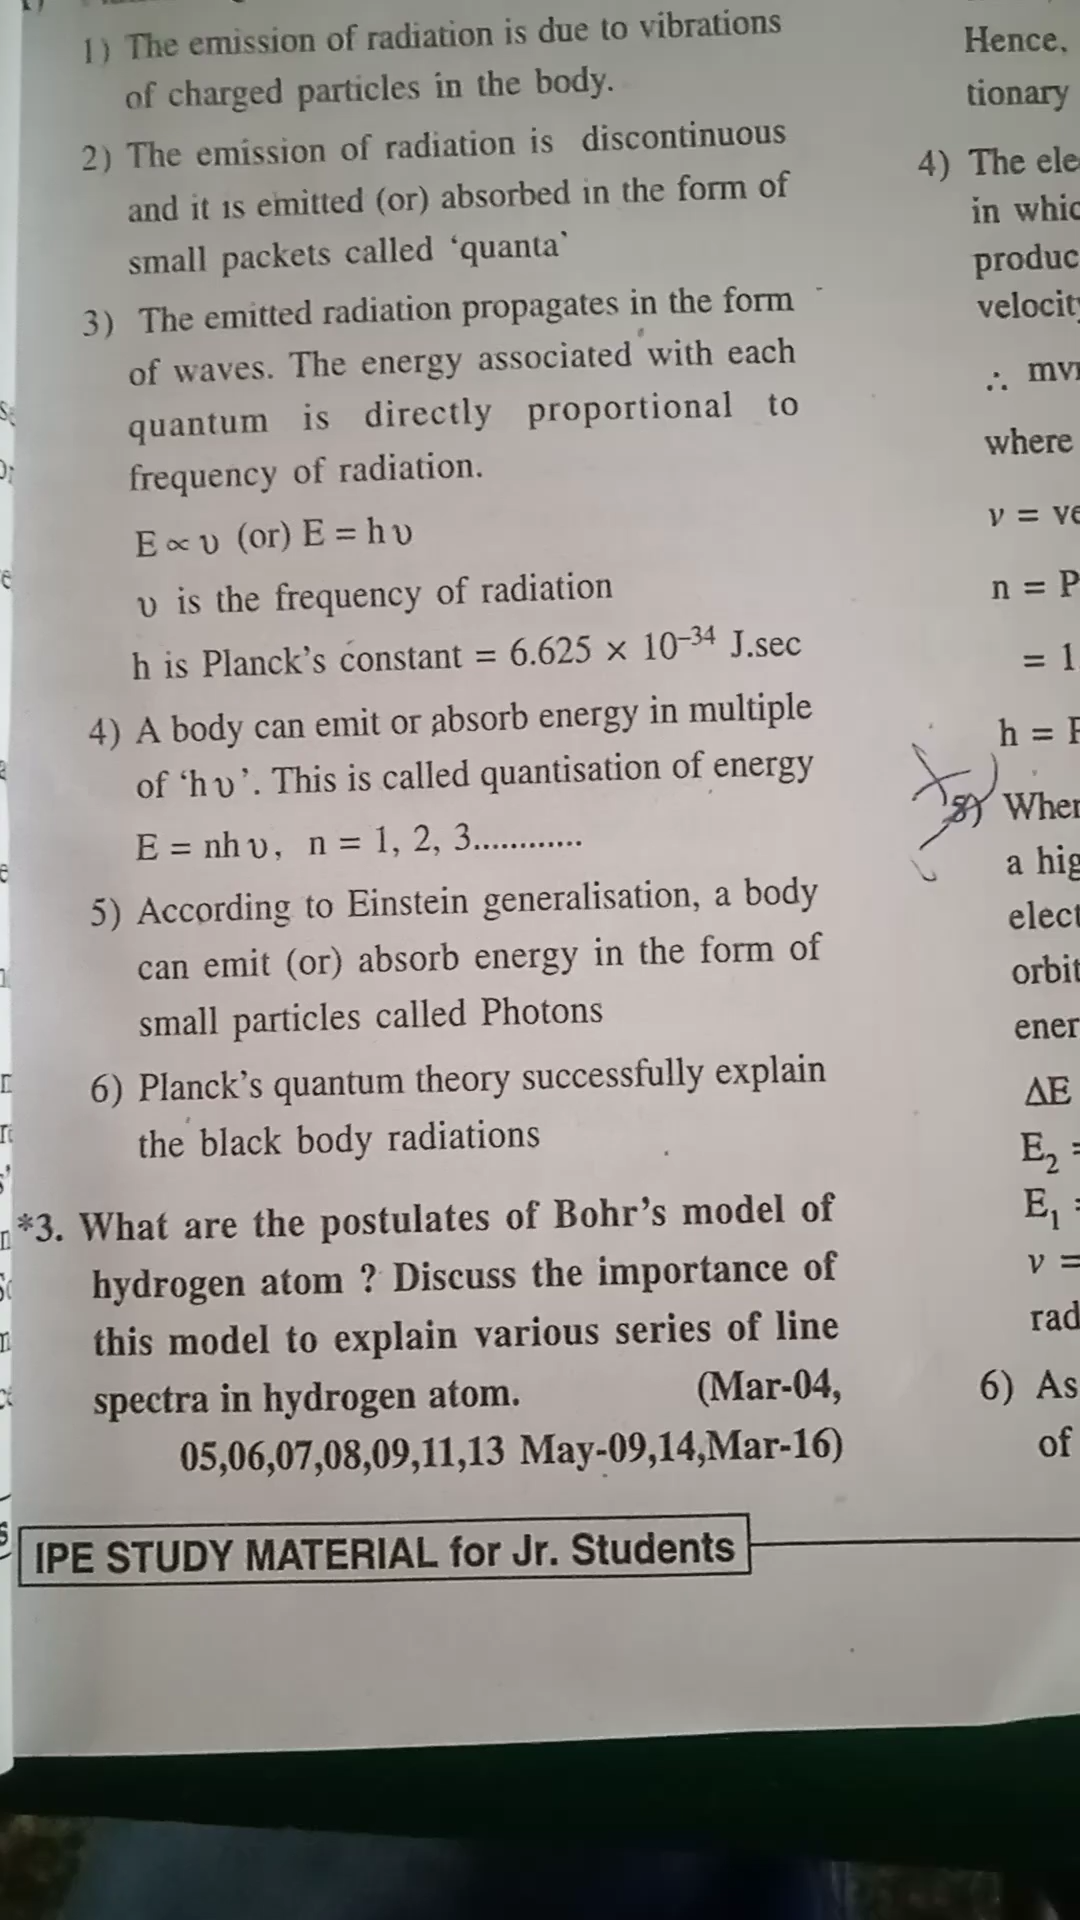 1) The emission of radiation is due to vibrations
of charged particles in the body.
2) The emission of radiation is discontinuous
and it is emitted (or) absorbed in the form of
small packets called ‘quanta‵
3) The emitted radiation propagates in the form
of waves. The energy associated with each
quantum is directly proportional to
frequency of radiation.
E ∝ υ (or) E = hυ
υ is the frequency of radiation
h is Planck’s constant = 6.625 × 10⁻³⁴ J.sec
4) A body can emit or absorb energy in multiple
of ‘hυ’. This is called quantisation of energy
E = nhυ, n = 1, 2, 3............
5) According to Einstein generalisation, a body
can emit (or) absorb energy in the form of
small particles called Photons
6) Planck’s quantum theory successfully explain
the black body radiations
*3. What are the postulates of Bohr’s model of
hydrogen atom ? Discuss the importance of
this model to explain various series of line
spectra in hydrogen atom. (Mar-04,
05,06,07,08,09,11,13 May-09,14,Mar-16)
IPE STUDY MATERIAL for Jr. Students
Hence,
tionary
4) The
in
∴
where
ν =
n =
= 1
h =
5)
a
orbit
ΔE
E₂ =
E₁ =
ν =
6) As
of